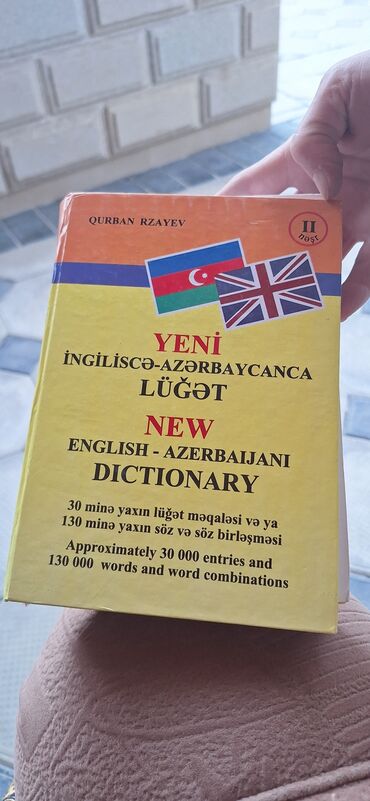 QURBAN RZAYEV
II
nəşr
YENİ
İNGİLİSCƏ-AZƏRBAYCANCA
LÜĞƏT
NEW
ENGLISH - AZERBAIJANI
DICTIONARY
30 minə yaxın lüğət məqaləsi və ya
130 minə yaxın söz və söz birləşməsi
Approximately 30 000 entries and
130 000 words and word combinations